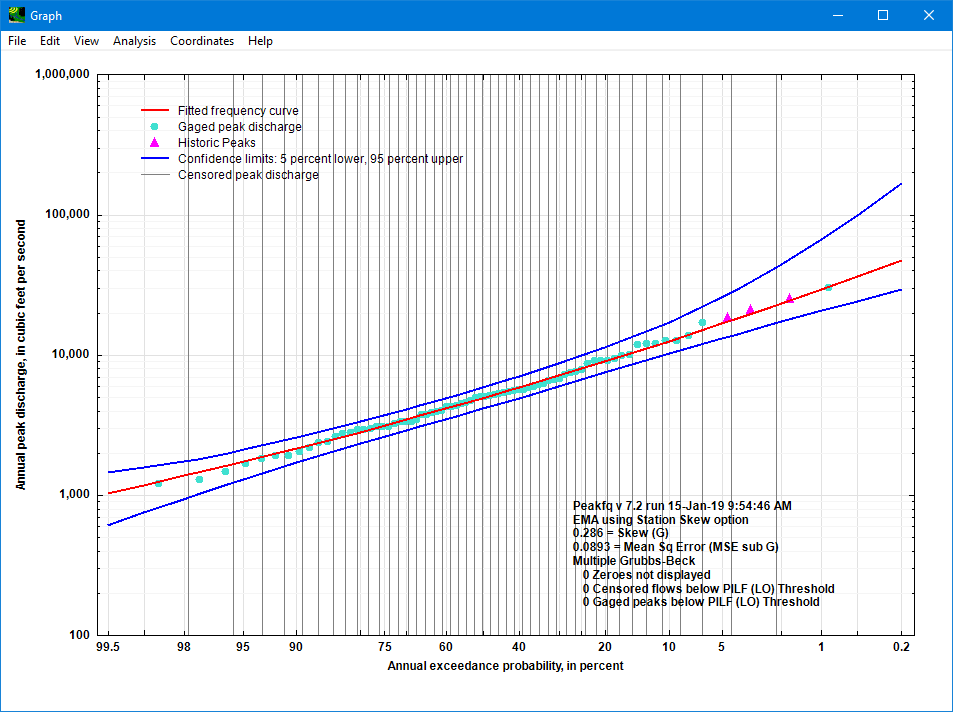 Graph
File Edit View Analysis Coordinates Help
1,000,000
100,000
10,000
1,000
100
Annual peak discharge, in cubic feet per second
Fitted frequency curve
Gaged peak discharge
Historic Peaks
Confidence limits: 5 percent lower, 95 percent upper
Censored peak discharge
Peakfq v 7.2 run 15-Jan-19 9:54:46 AM
EMA using Station Skew option
0.286 = Skew (G)
0.0893 = Mean Sq Error (MSE sub G)
Multiple Grubbs-Beck
0 Zeroes not displayed
0 Censored flows below PILF (LO) Threshold
0 Gaged peaks below PILF (LO) Threshold
99.5 98 95 90 75 60 40 20 10 5 1 0.2
Annual exceedance probability, in percent